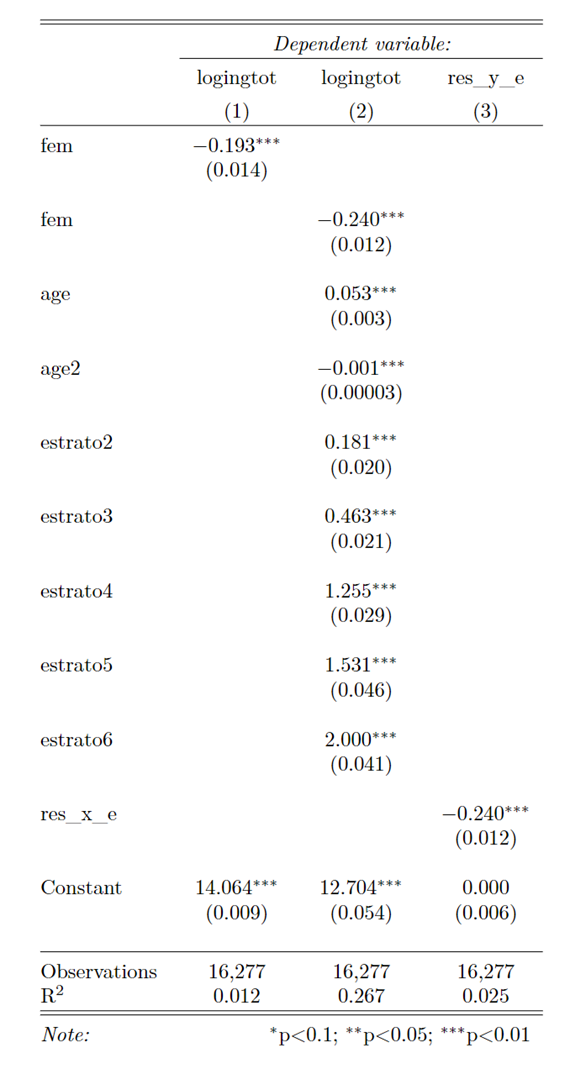 Dependent variable:
logingtot logingtot res_y_e
(1) (2) (3)
fem −0.193***
(0.014)
fem −0.240***
(0.012)
age 0.053***
(0.003)
age2 −0.001***
(0.00003)
estrato2 0.181***
(0.020)
estrato3 0.463***
(0.021)
estrato4 1.255***
(0.029)
estrato5 1.531***
(0.046)
estrato6 2.000***
(0.041)
res_x_e −0.240***
(0.012)
Constant 14.064*** 12.704*** 0.000
(0.009) (0.054) (0.006)
Observations 16,277 16,277 16,277
R² 0.012 0.267 0.025
Note: *p<0.1; **p<0.05; ***p<0.01